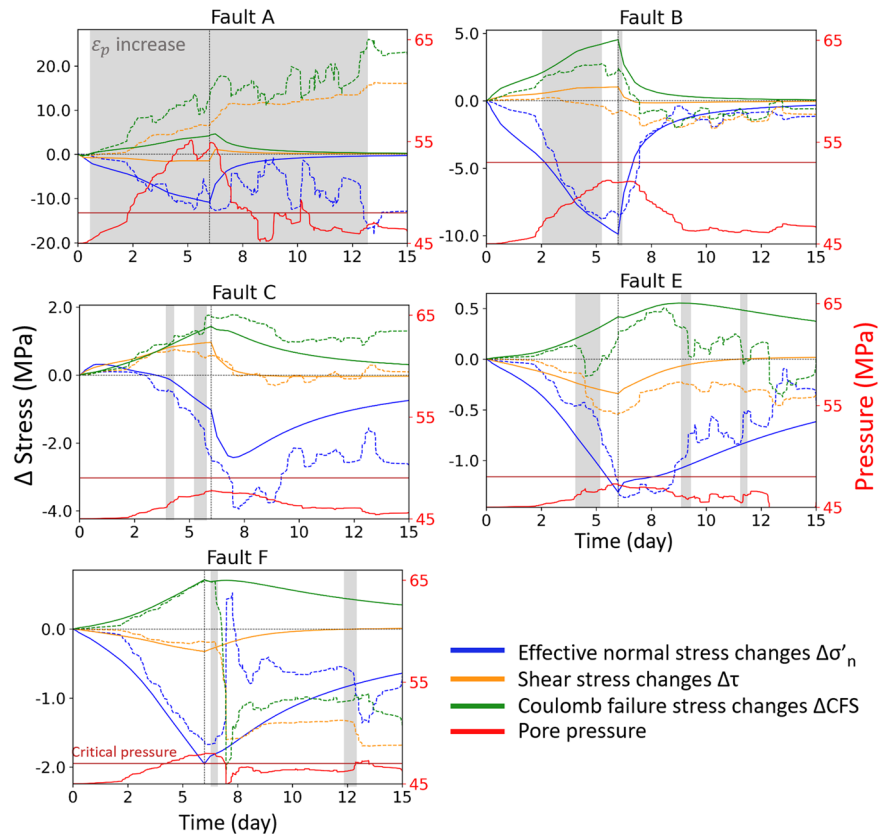 Fault A
εₚ increase
20.0
10.0
0.0
-10.0
-20.0
65
55
45
0 2 5 6 8 10 12 15
Fault B
5.0
0.0
-5.0
-10.0
65
55
45
0 2 5 6 8 10 12 15
Fault C
2.0
0.0
-2.0
-4.0
65
55
45
0 2 5 6 8 10 12 15
Fault E
0.5
0.0
-0.5
-1.0
65
55
45
0 2 5 6 8 10 12 15
Time (day)
Δ Stress (MPa)
Pressure (MPa)
Fault F
0.0
-1.0
-2.0
65
55
45
Critical pressure
0 2 5 6 8 10 12 15
Time (day)
Effective normal stress changes Δσ'ₙ
Shear stress changes Δτ
Coulomb failure stress changes ΔCFS
Pore pressure